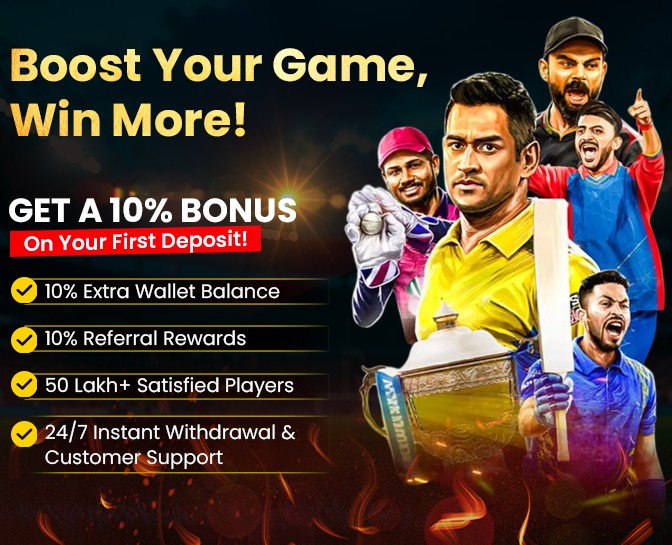 Boost Your Game,
Win More!
GET A 10% BONUS
On Your First Deposit!
10% Extra Wallet Balance
10% Referral Rewards
50 Lakh+ Satisfied Players
24/7 Instant Withdrawal &
Customer Support